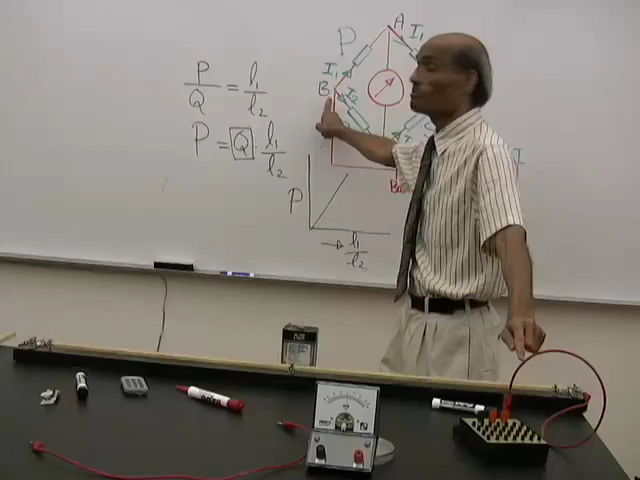 P/Q = l₁/l₂
P = Q · l₁/l₂
P
→ l₁/l₂
A
P
I₁
I₁
B
I₂